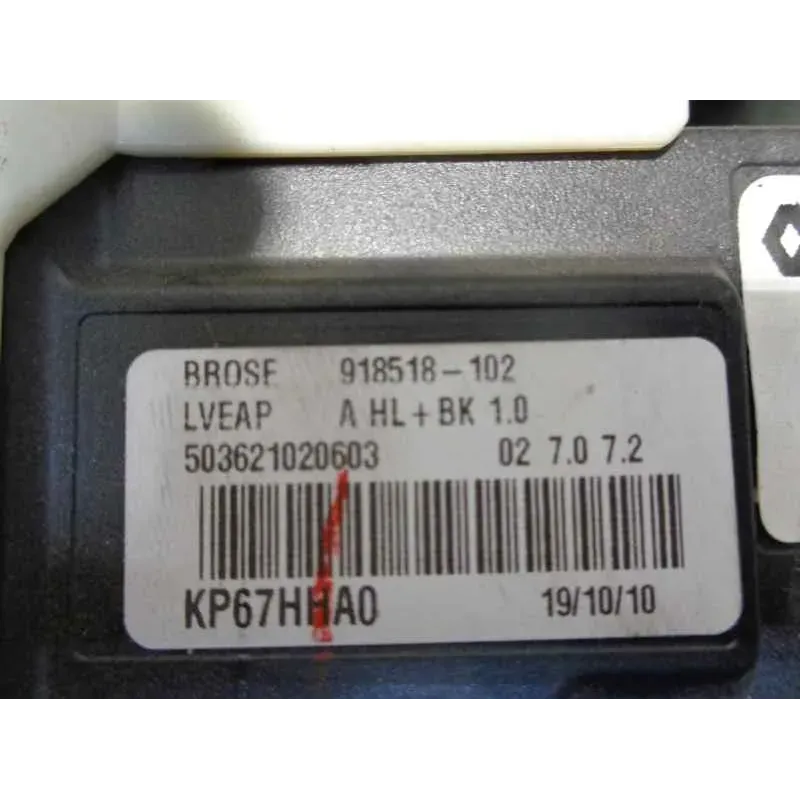 BROSE 918518-102
LVEAP A HL+BK 1.0
503621020603 02 7.0 7.2
KP67HHA0 19/10/10